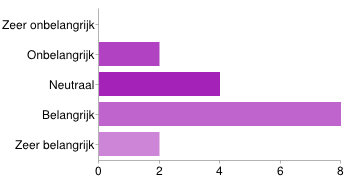 Zeer onbelangrijk
Onbelangrijk
Neutraal
Belangrijk
Zeer belangrijk
0 2 4 6 8